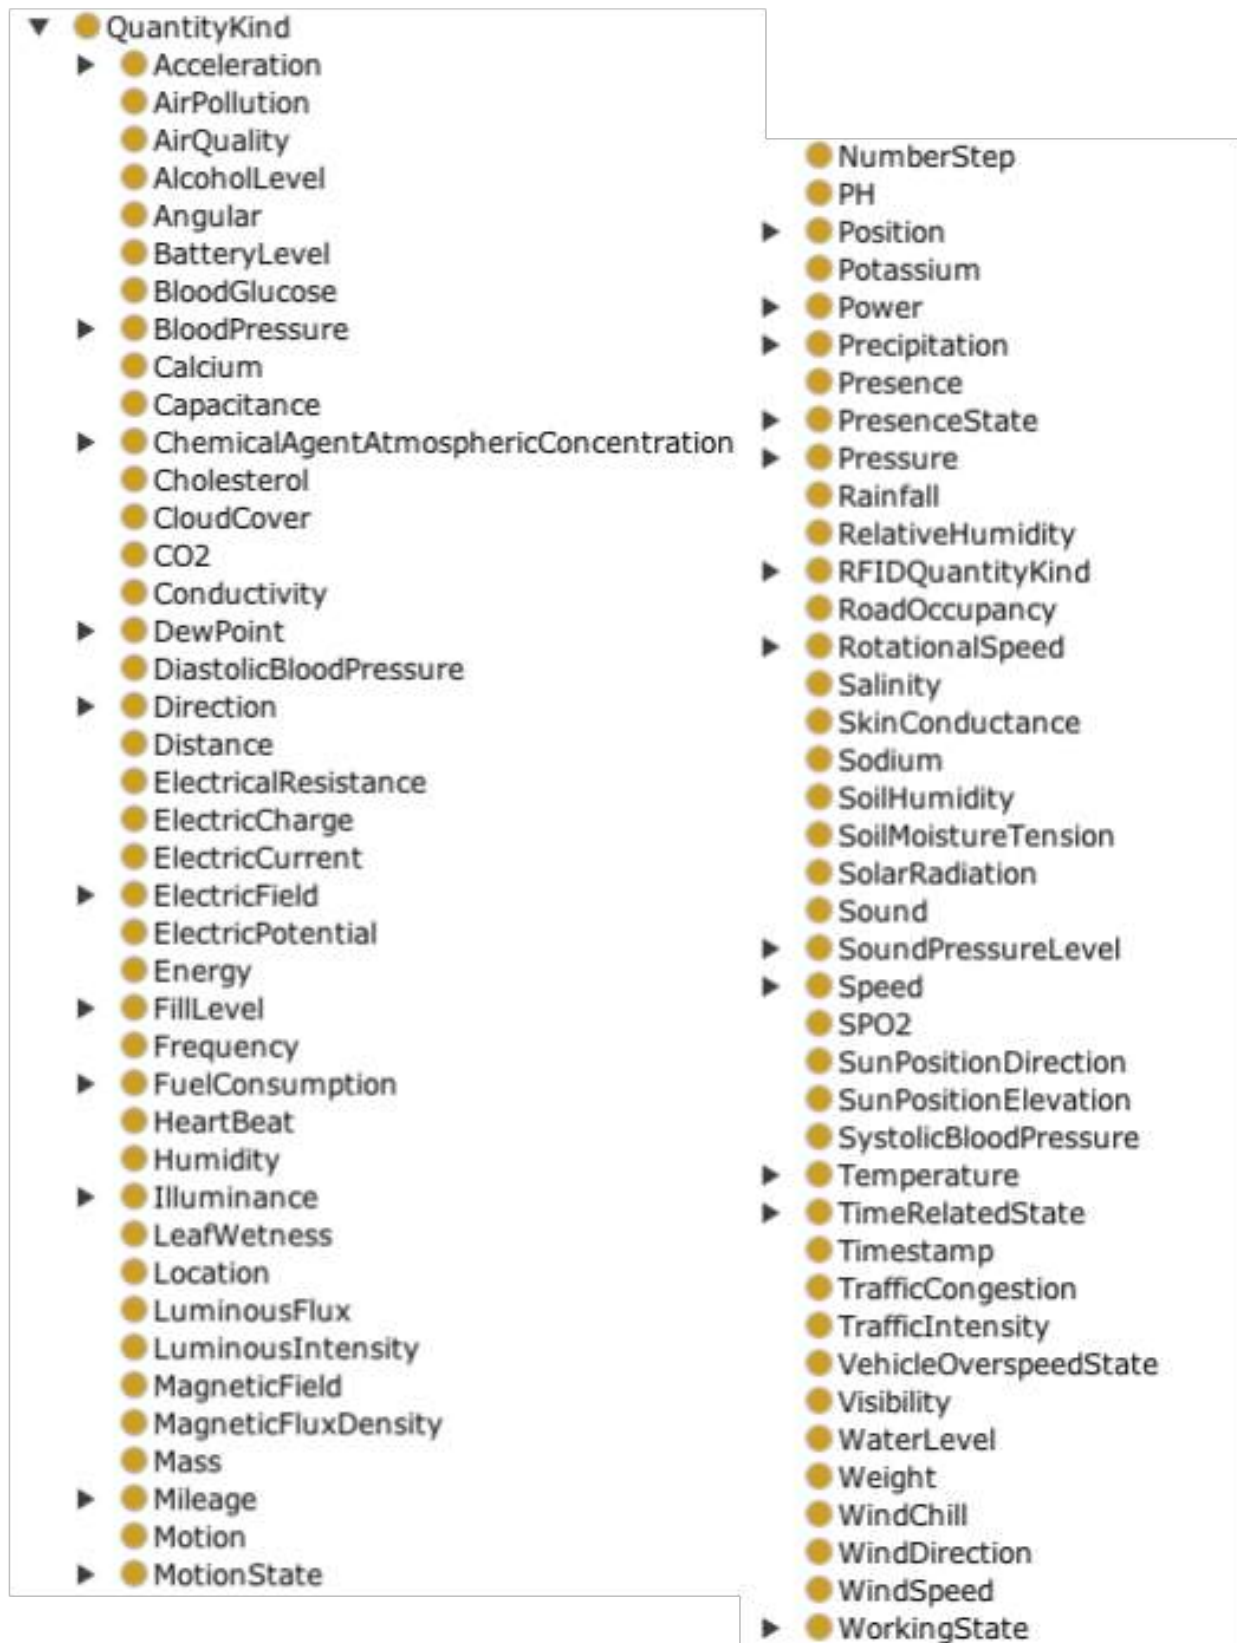 QuantityKind
Acceleration
AirPollution
AirQuality
AlcoholLevel
Angular
BatteryLevel
BloodGlucose
BloodPressure
Calcium
Capacitance
ChemicalAgentAtmosphericConcentration
Cholesterol
CloudCover
CO2
Conductivity
DewPoint
DiastolicBloodPressure
Direction
Distance
ElectricalResistance
ElectricCharge
ElectricCurrent
ElectricField
ElectricPotential
Energy
FillLevel
Frequency
FuelConsumption
HeartBeat
Humidity
Illuminance
LeafWetness
Location
LuminousFlux
LuminousIntensity
MagneticField
MagneticFluxDensity
Mass
Mileage
Motion
MotionState
NumberStep
PH
Position
Potassium
Power
Precipitation
Presence
PresenceState
Pressure
Rainfall
RelativeHumidity
RFIDQuantityKind
RoadOccupancy
RotationalSpeed
Salinity
SkinConductance
Sodium
SoilHumidity
SoilMoistureTension
SolarRadiation
Sound
SoundPressureLevel
Speed
SPO2
SunPositionDirection
SunPositionElevation
SystolicBloodPressure
Temperature
TimeRelatedState
Timestamp
TrafficCongestion
TrafficIntensity
VehicleOverspeedState
Visibility
WaterLevel
Weight
WindChill
WindDirection
WindSpeed
WorkingState